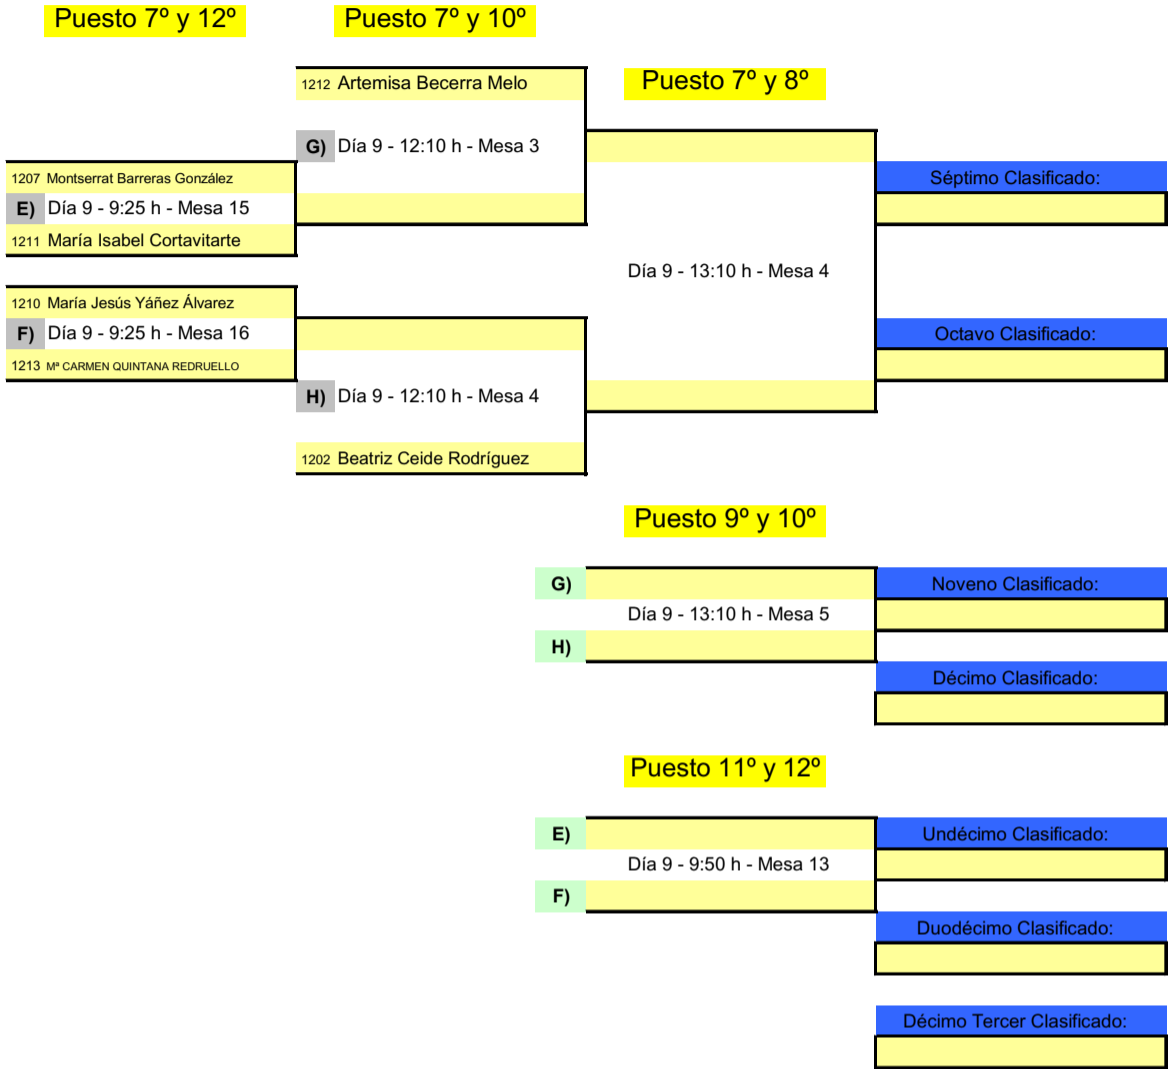 Puesto 7º y 12º
Puesto 7º y 10º
1212 Artemisa Becerra Melo
Puesto 7º y 8º
G) Día 9 - 12:10 h - Mesa 3
1207 Montserrat Barreras González
Séptimo Clasificado:
E) Día 9 - 9:25 h - Mesa 15
1211 María Isabel Cortavitarte
Día 9 - 13:10 h - Mesa 4
1210 María Jesús Yáñez Álvarez
F) Día 9 - 9:25 h - Mesa 16
Octavo Clasificado:
1213 Mª CARMEN QUINTANA REDRUELLO
H) Día 9 - 12:10 h - Mesa 4
1202 Beatriz Ceide Rodríguez
Puesto 9º y 10º
G)
Noveno Clasificado:
Día 9 - 13:10 h - Mesa 5
H)
Décimo Clasificado:
Puesto 11º y 12º
E)
Undécimo Clasificado:
Día 9 - 9:50 h - Mesa 13
F)
Duodécimo Clasificado:
Décimo Tercer Clasificado: